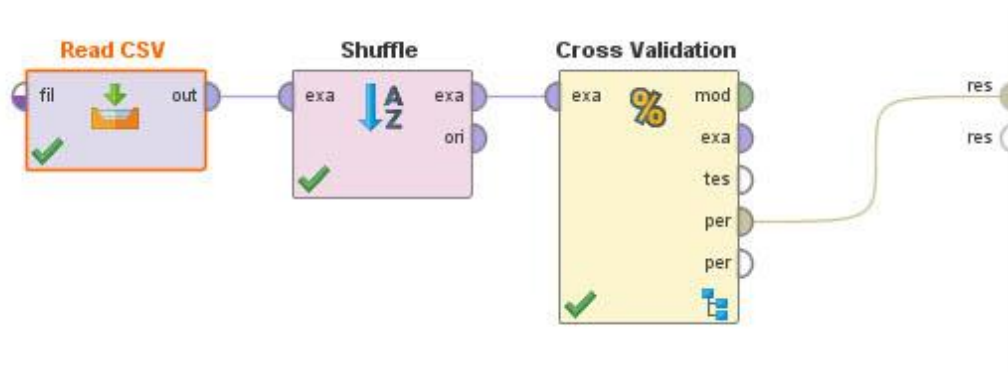 Read CSV
Shuffle
Cross Validation
fil
out
exa
exa
ori
A
Z
exa
%
mod
exa
tes
per
per
res
res